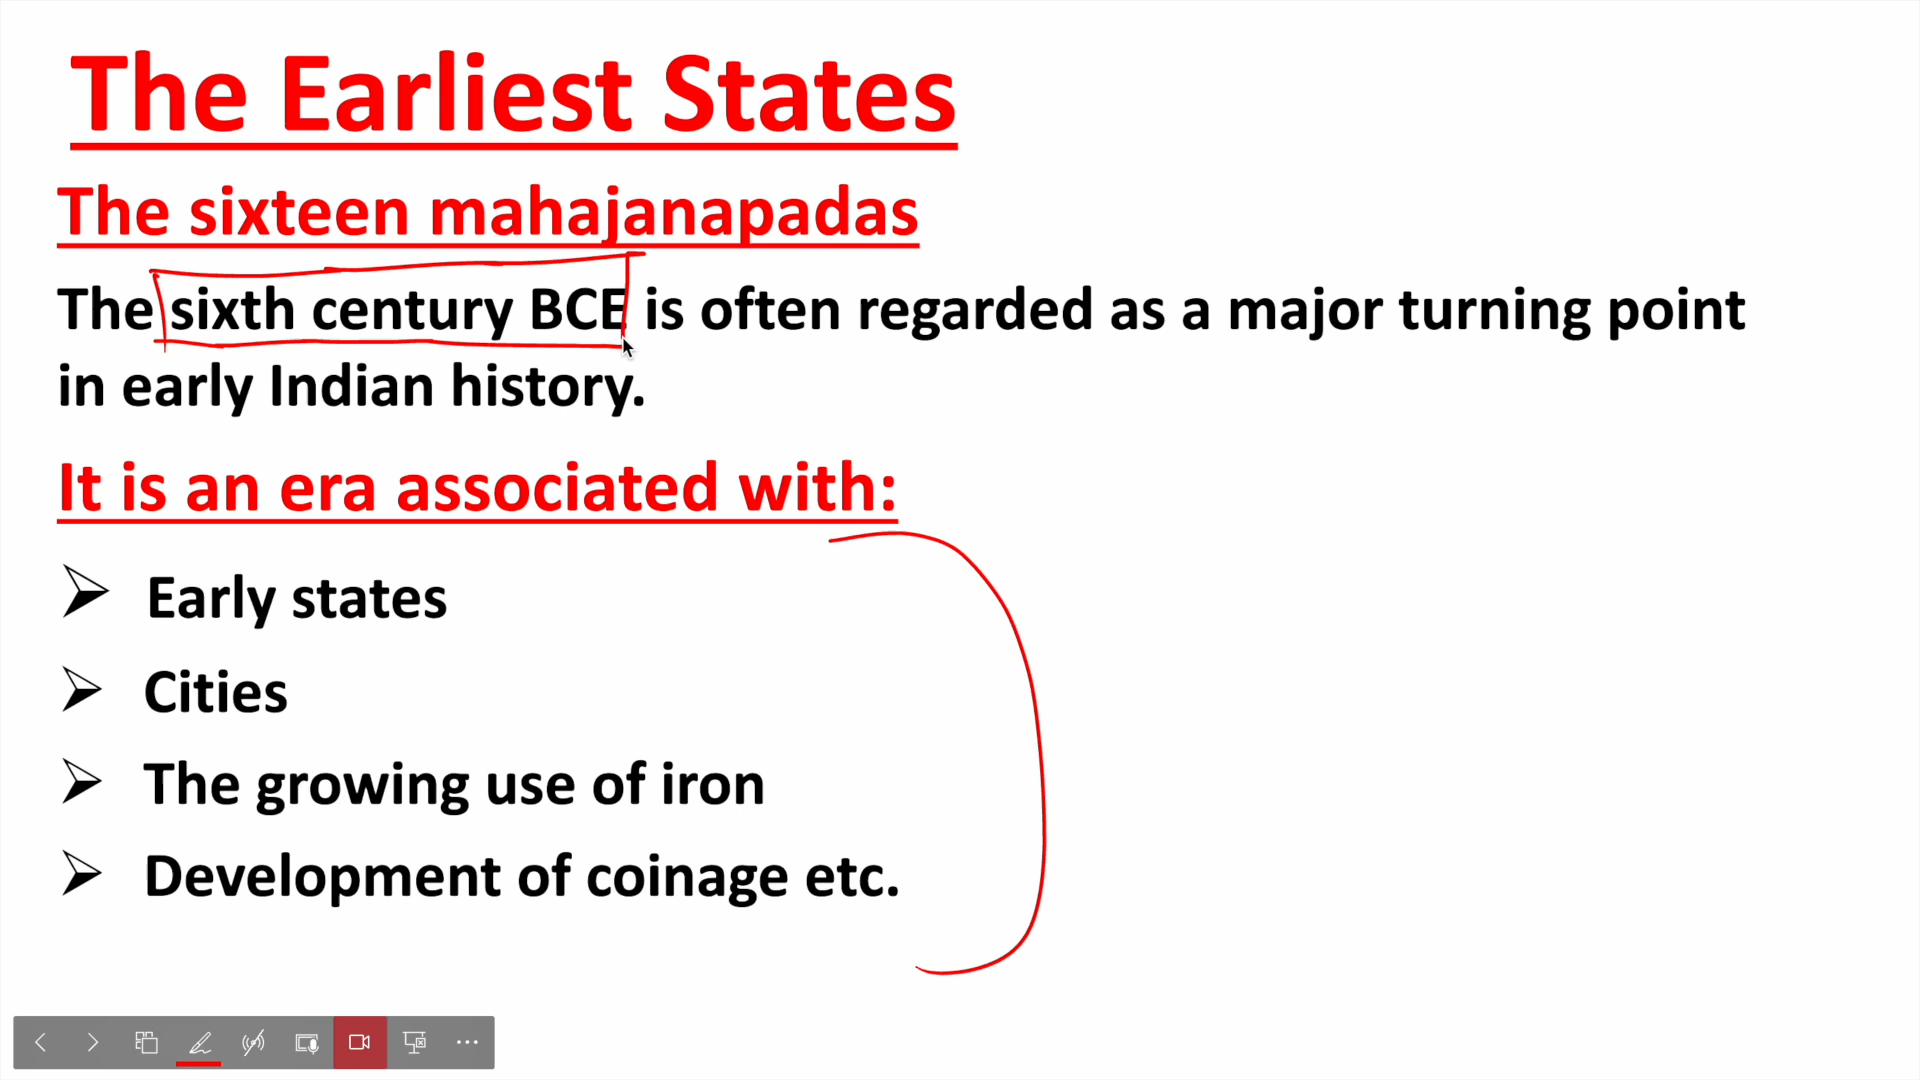 The Earliest States
The sixteen mahajanapadas
The sixth century BCE is often regarded as a major turning point
in early Indian history.
It is an era associated with:
Early states
Cities
The growing use of iron
Development of coinage etc.